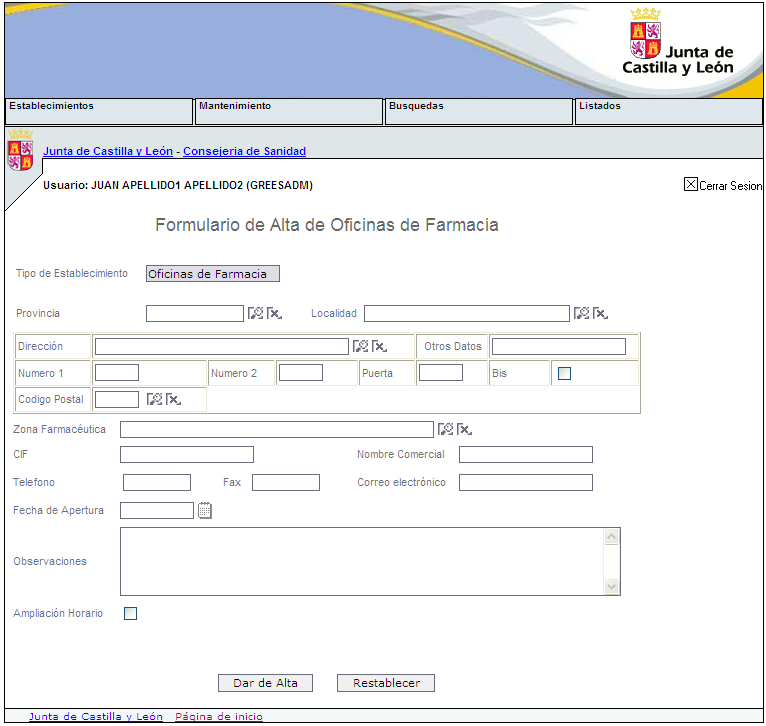 Junta de
Castilla y León
Establecimientos Mantenimiento Busquedas Listados
Junta de Castilla y León - Consejeria de Sanidad
Usuario: JUAN APELLIDO1 APELLIDO2 (GREESADM) Cerrar Sesion
Formulario de Alta de Oficinas de Farmacia
Tipo de Establecimiento Oficinas de Farmacia
Provincia Localidad
Dirección Otros Datos
Numero 1 Numero 2 Puerta Bis
Codigo Postal
Zona Farmacéutica
CIF Nombre Comercial
Telefono Fax Correo electrónico
Fecha de Apertura
Observaciones
Ampliación Horario
Dar de Alta Restablecer
Junta de Castilla y León Página de inicio